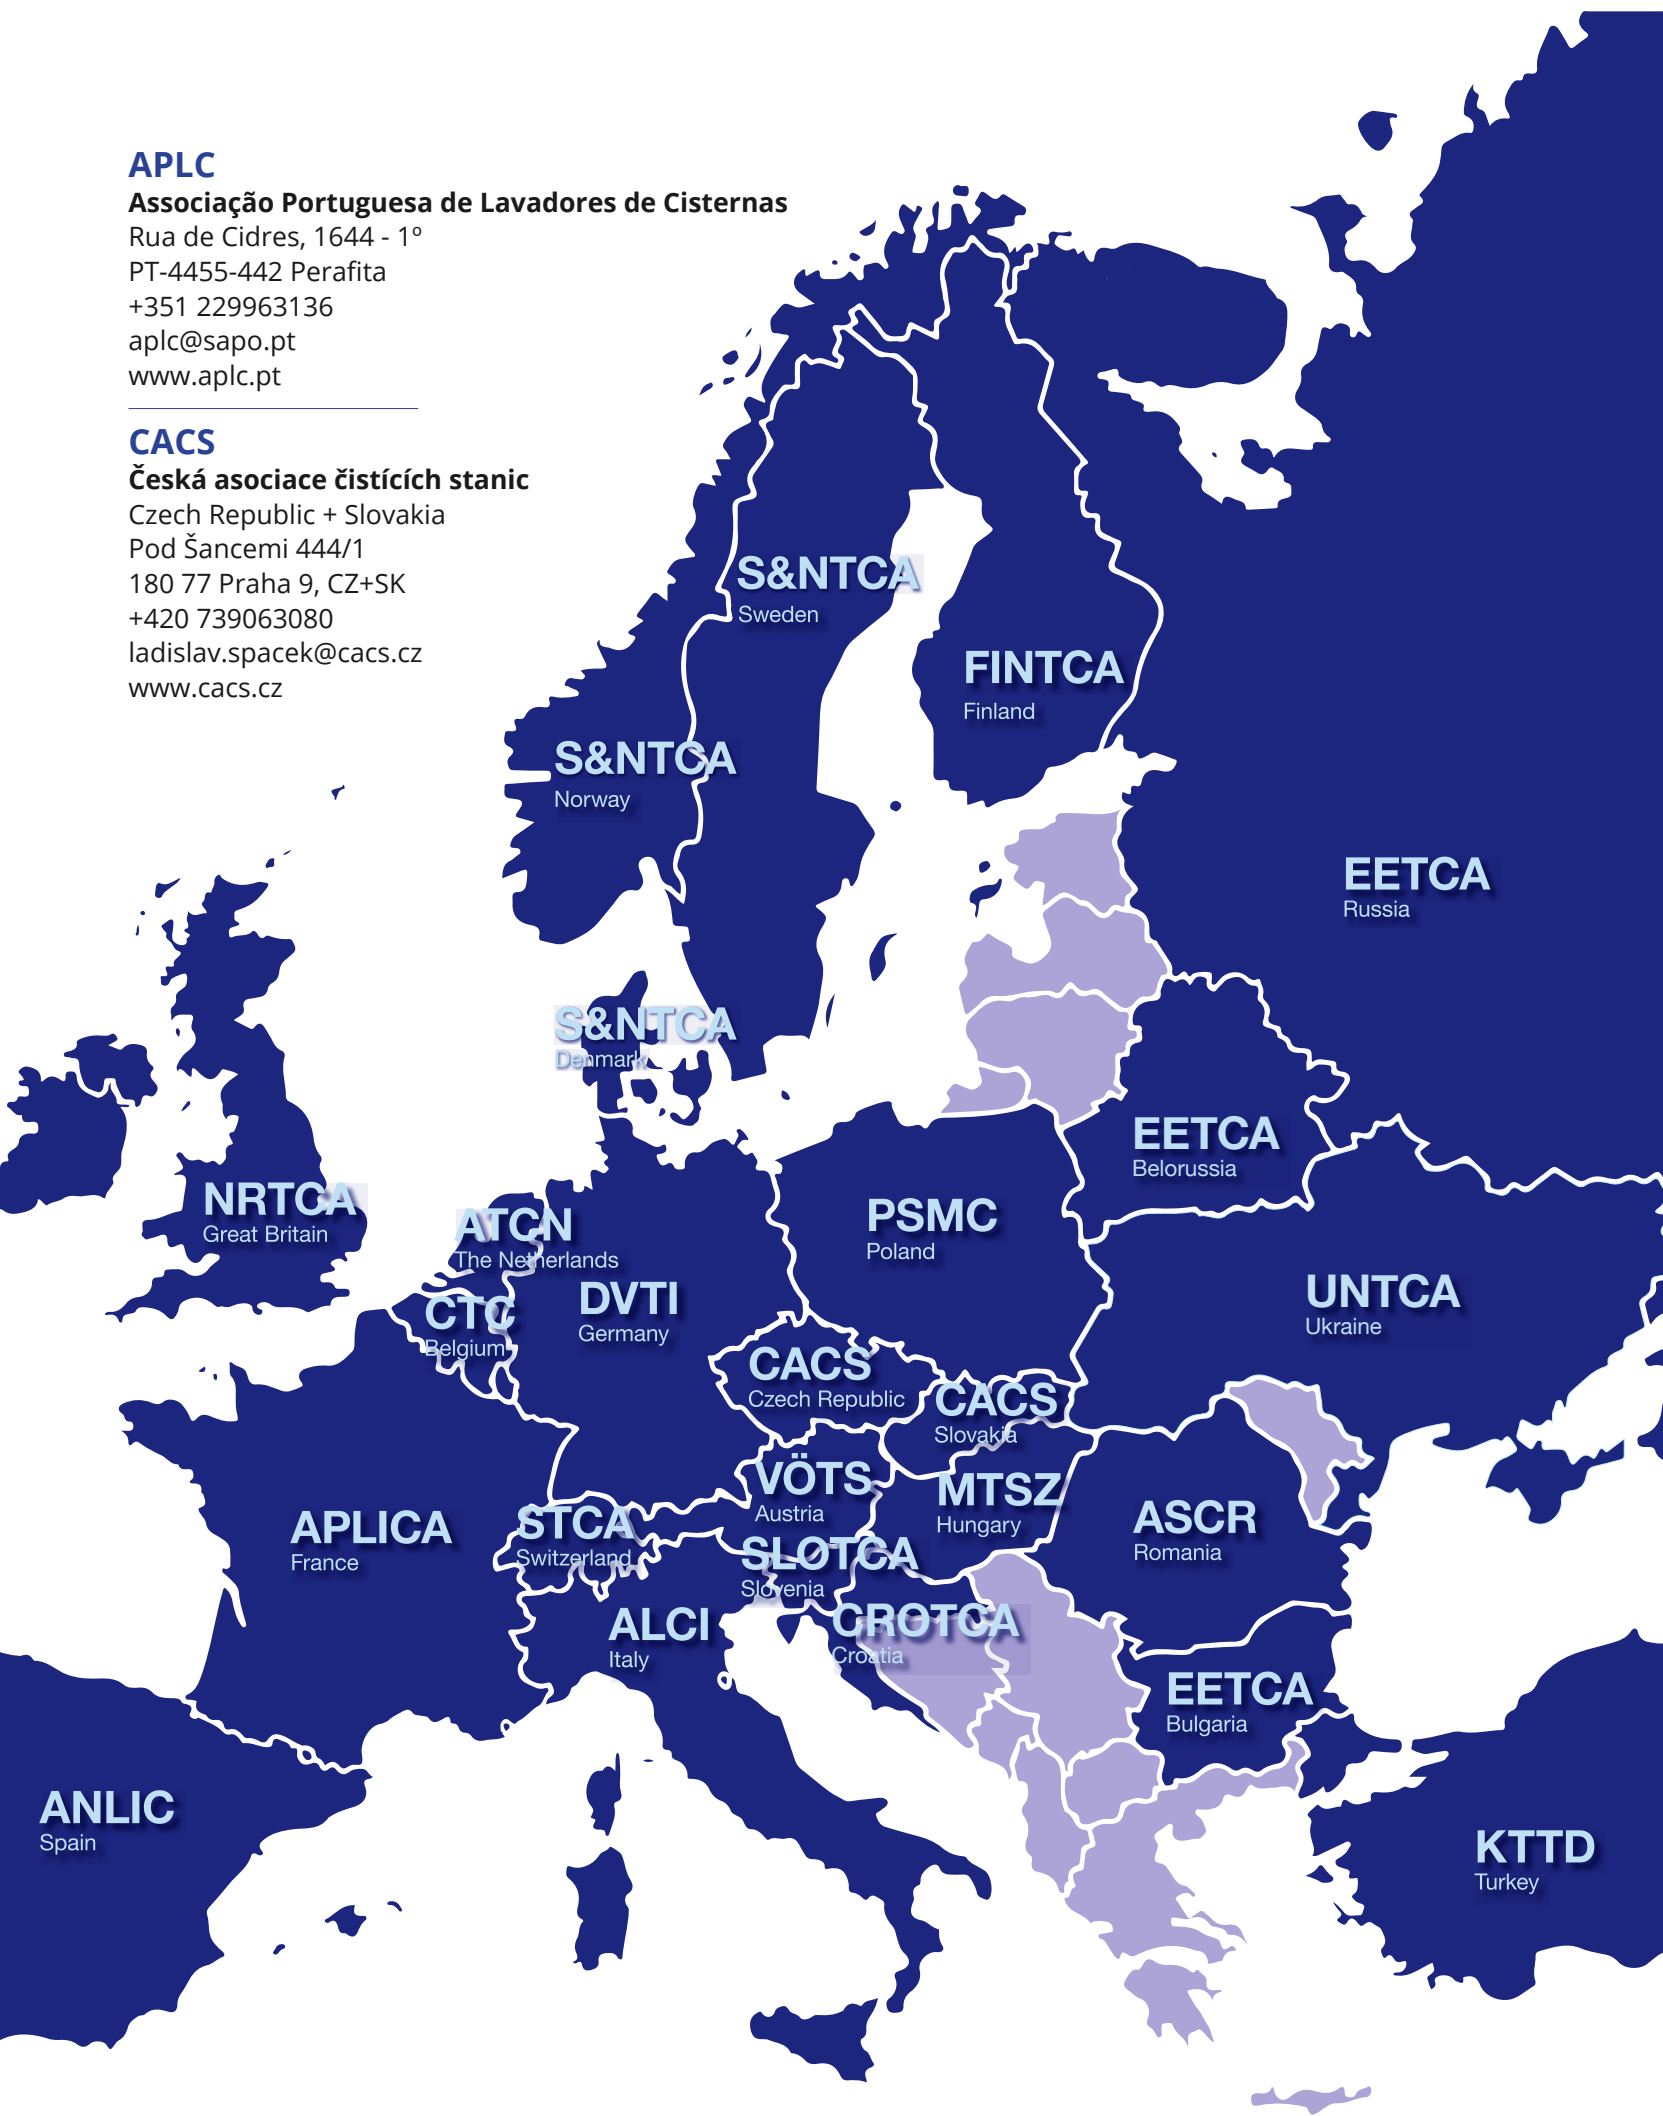 APLC
Associação Portuguesa de Lavadores de Cisternas
Rua de Cidres, 1644 - 1º
PT-4455-442 Perafita
+351 229963136
aplc@sapo.pt
www.aplc.pt
CACS
Česká asociace čistících stanic
Czech Republic + Slovakia
Pod Šancemi 444/1
180 77 Praha 9, CZ+SK
+420 739063080
ladislav.spacek@cacs.cz
www.cacs.cz
S&NTCA
Sweden
FINTCA
Finland
S&NTCA
Norway
EETCA
Russia
S&NTCA
Denmark
EETCA
Belorussia
NRTCA
Great Britain
ATCN
The Netherlands
PSMC
Poland
DVTI
Germany
CTC
Belgium
UNTCA
Ukraine
CACS
Czech Republic
CACS
Slovakia
VÖTS
Austria
MTSZ
Hungary
APLICA
France
STCA
Switzerland
ASCR
Romania
SLOTCA
Slovenia
ALCI
Italy
CROTCA
Croatia
EETCA
Bulgaria
ANLIC
Spain
KTTD
Turkey